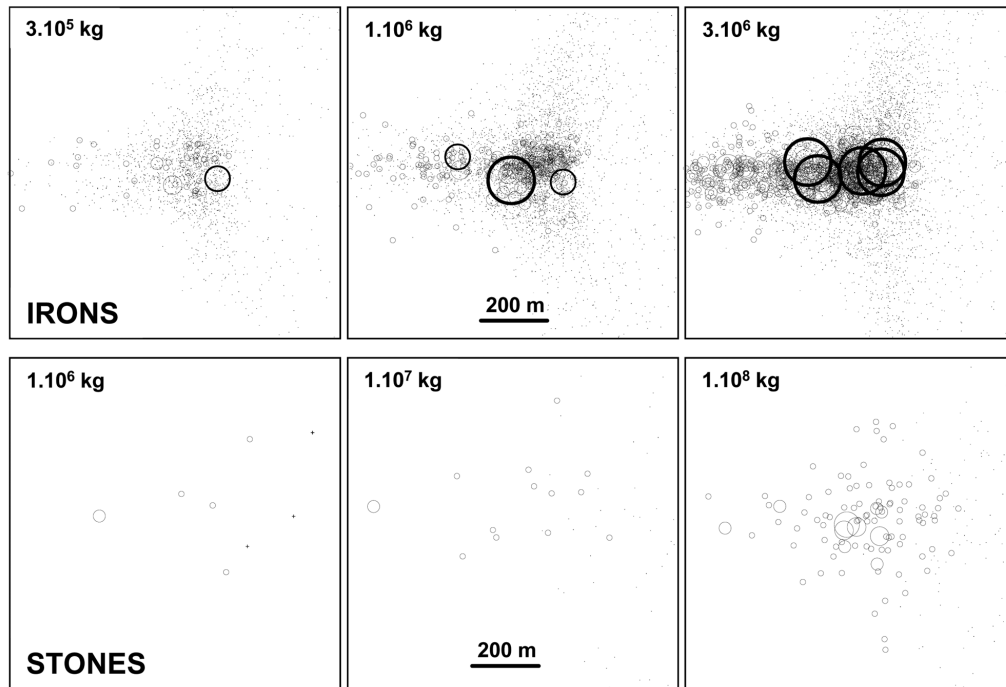 3.10⁵ kg
1.10⁶ kg
3.10⁶ kg
IRONS
200 m
1.10⁶ kg
1.10⁷ kg
1.10⁸ kg
STONES
200 m